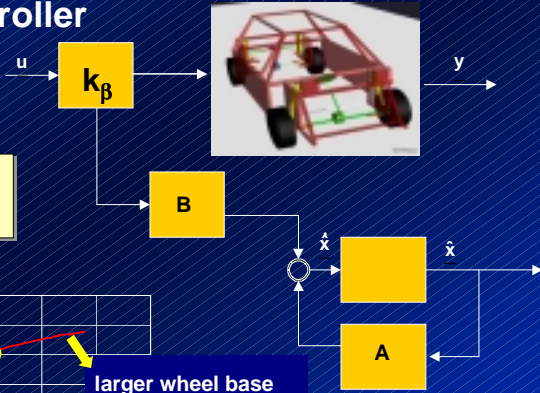 roller
u
kβ
y
B
x̂̇
x̂
A
larger wheel base